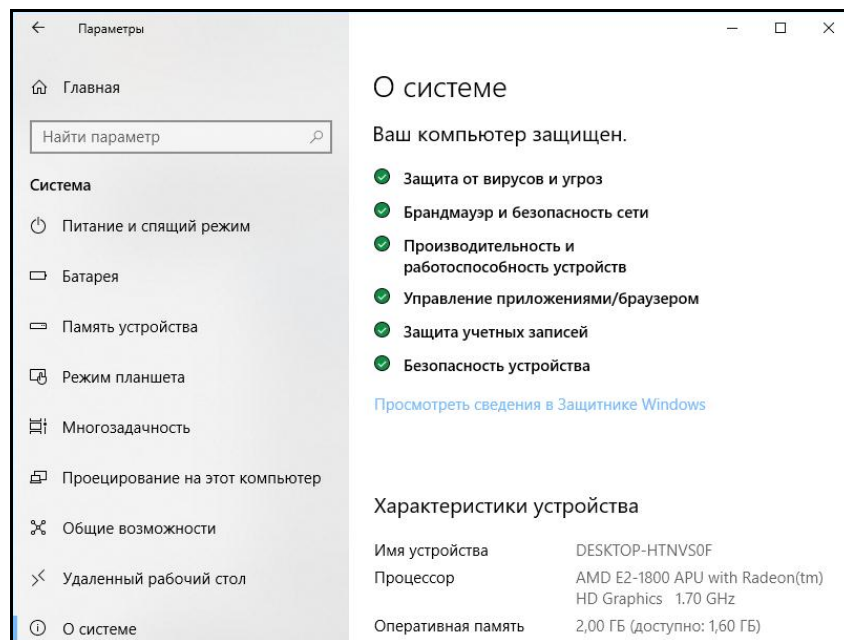 Параметры
Главная
Найти параметр
Система
Питание и спящий режим
Батарея
Память устройства
Режим планшета
Многозадачность
Проецирование на этот компьютер
Общие возможности
Удаленный рабочий стол
О системе
О системе
Ваш компьютер защищен.
Защита от вирусов и угроз
Брандмауэр и безопасность сети
Производительность и
работоспособность устройств
Управление приложениями/браузером
Защита учетных записей
Безопасность устройства
Просмотреть сведения в Защитнике Windows
Характеристики устройства
Имя устройства DESKTOP-HTNVS0F
Процессор AMD E2-1800 APU with Radeon(tm)
HD Graphics 1.70 GHz
Оперативная память 2,00 ГБ (доступно: 1,60 ГБ)